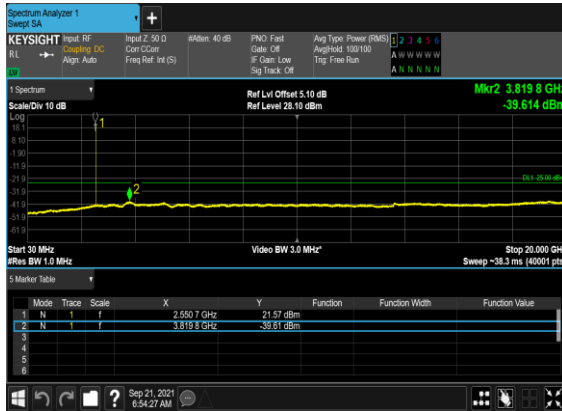 Spectrum Analyzer 1
Swept SA
+
KEYSIGHT Input: RF Input Z: 50 Ω #Atten: 40 dB PNO: Fast Avg Type: Power (RMS) 1 2 3 4 5 6
RL Coupling: DC Corr CCorr Gate: Off Avg|Hold: 100/100 A W W W W W
Align: Auto Freq Ref: Int (S) IF Gain: Low Trig: Free Run
Sig Track: Off A N N N N N
1 Spectrum
Ref Lvl Offset 5.10 dB Mkr2 3.819 8 GHz
Scale/Div 10 dB Ref Level 28.10 dBm -39.614 dBm
Log
18.1
1
8.10
-1.90
-11.9
-21.9
DL1 -25.00 dB
-31.9
2
-41.9
-51.9
-61.9
Start 30 MHz Video BW 3.0 MHz* Stop 20.000 GH
#Res BW 1.0 MHz Sweep ~38.3 ms (40001 pts
5 Marker Table
Mode Trace Scale X Y Function Function Width Function Value
1 N 1 f 2.550 7 GHz 21.57 dBm
2 N 1 f 3.819 8 GHz -39.61 dBm
3
4
5
6
? Sep 21, 2021
6:54:27 AM